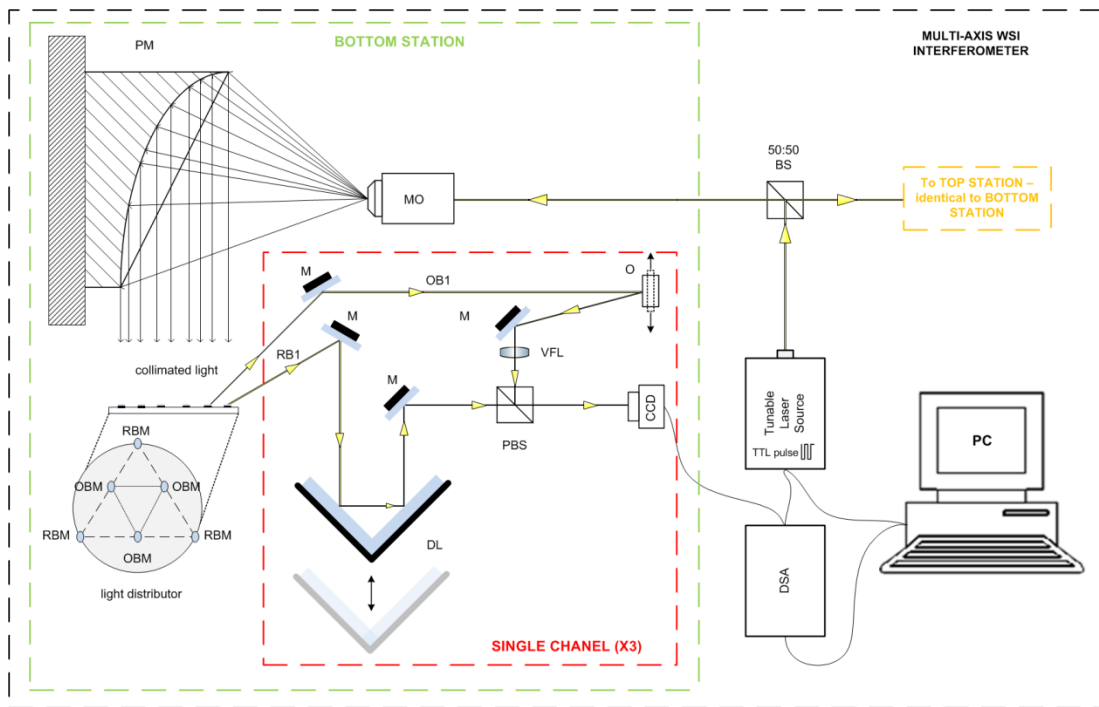 PM
BOTTOM STATION
MULTI-AXIS WSI
INTERFEROMETER
50:50
BS
MO
To TOP STATION –
identical to BOTTOM
STATION
M
OB1
O
M
M
RB1
VFL
collimated light
M
CCD
PBS
Tunable
Laser
Source
TTL pulse
PC
RBM
OBM
OBM
RBM
RBM
OBM
DL
DSA
light distributor
SINGLE CHANEL (X3)